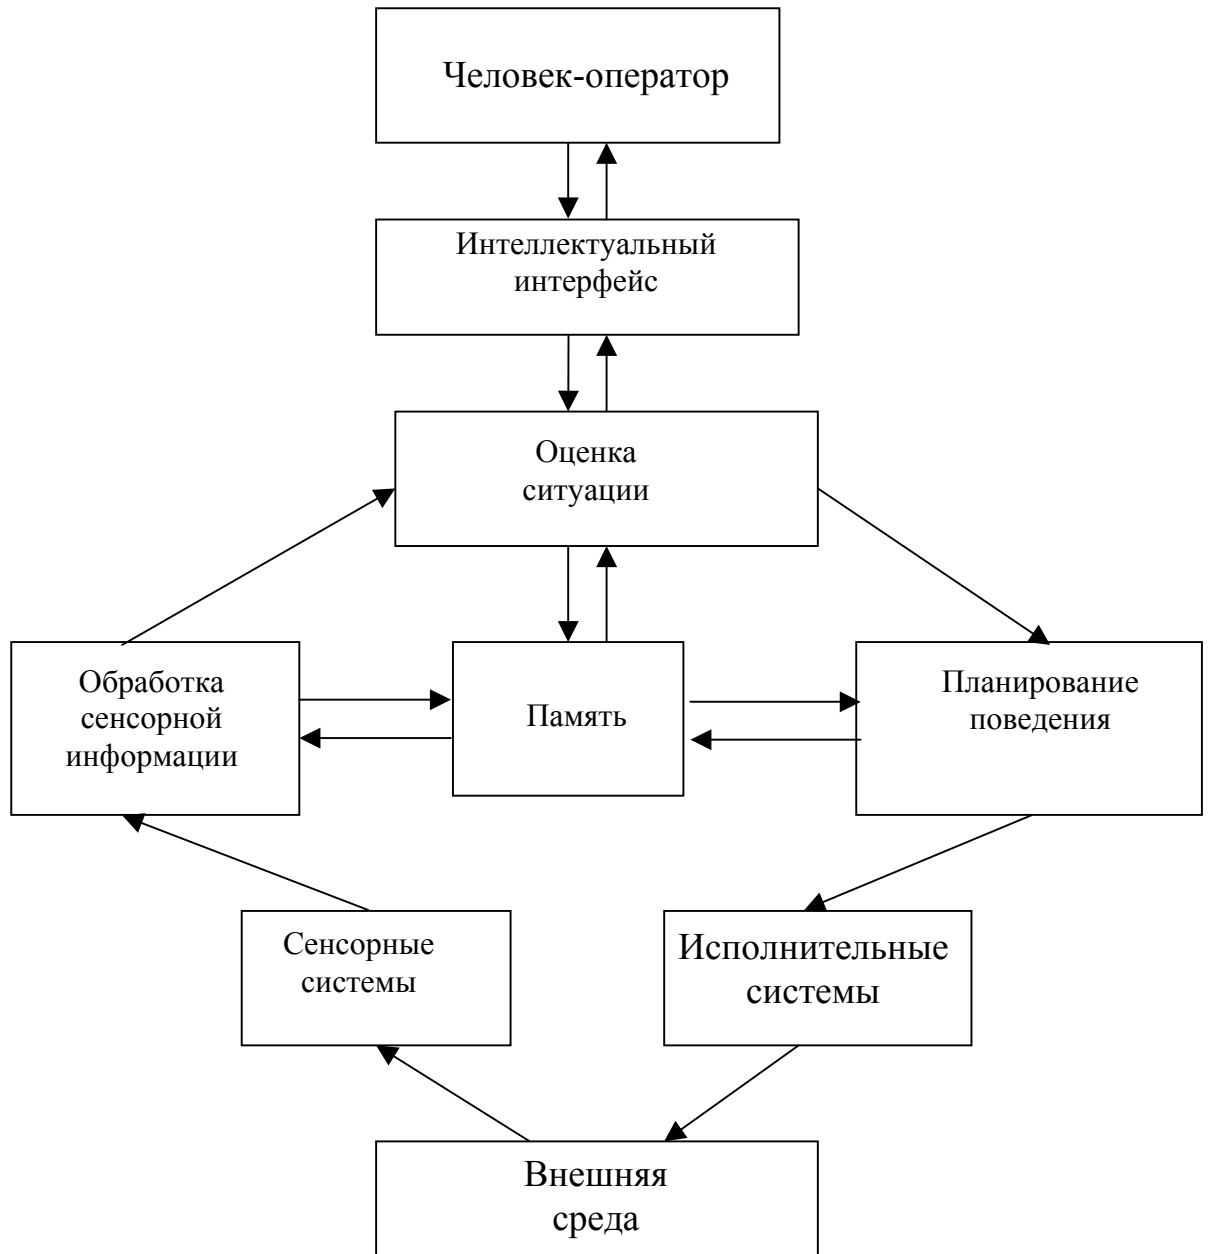 Человек-оператор
Интеллектуальный
интерфейс
Оценка
ситуации
Обработка
сенсорной
информации
Память
Планирование
поведения
Сенсорные
системы
Исполнительные
системы
Внешняя
среда